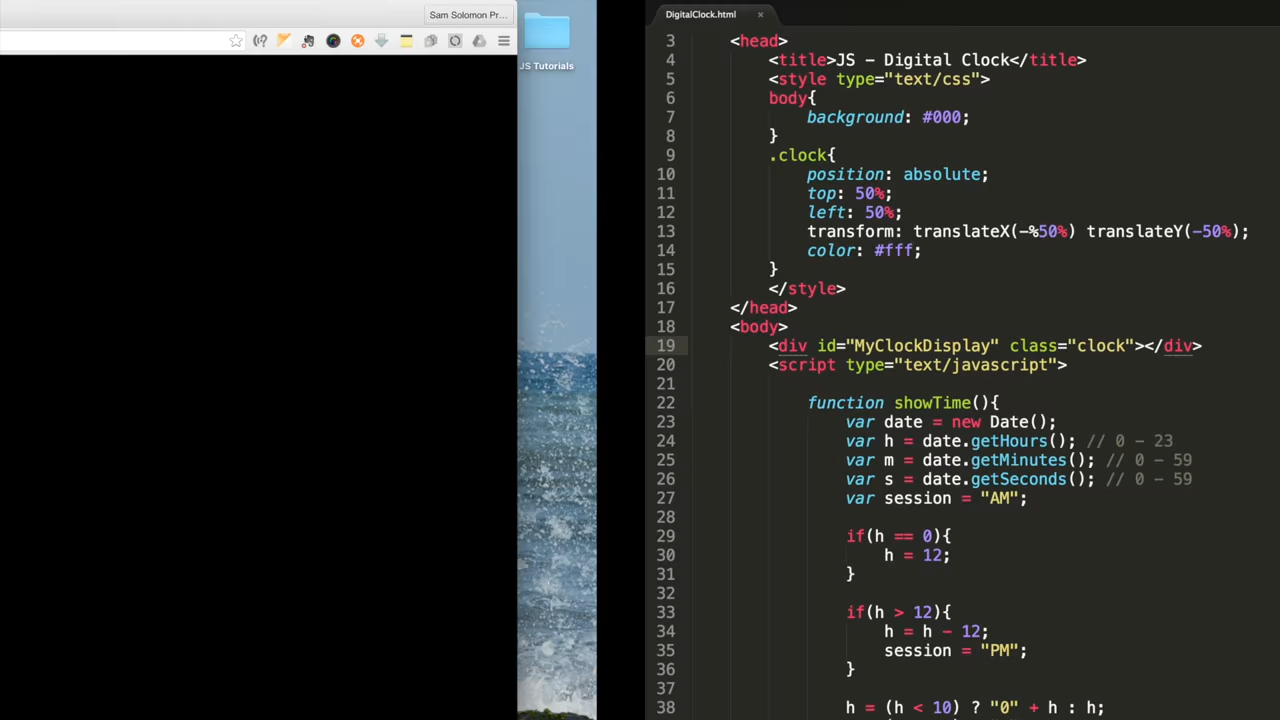 Sam Solomon Pr...
JS Tutorials
DigitalClock.html ×
3 <head>
4 <title>JS - Digital Clock</title>
5 <style type="text/css">
6 body{
7 background: #000;
8 }
9 .clock{
10 position: absolute;
11 top: 50%;
12 left: 50%;
13 transform: translateX(-%50%) translateY(-50%);
14 color: #fff;
15 }
16 </style>
17 </head>
18 <body>
19 <div id="MyClockDisplay" class="clock"></div>
20 <script type="text/javascript">
21
22 function showTime(){
23 var date = new Date();
24 var h = date.getHours(); // 0 - 23
25 var m = date.getMinutes(); // 0 - 59
26 var s = date.getSeconds(); // 0 - 59
27 var session = "AM";
28
29 if(h == 0){
30 h = 12;
31 }
32
33 if(h > 12){
34 h = h - 12;
35 session = "PM";
36 }
37
38 h = (h < 10) ? "0" + h : h;